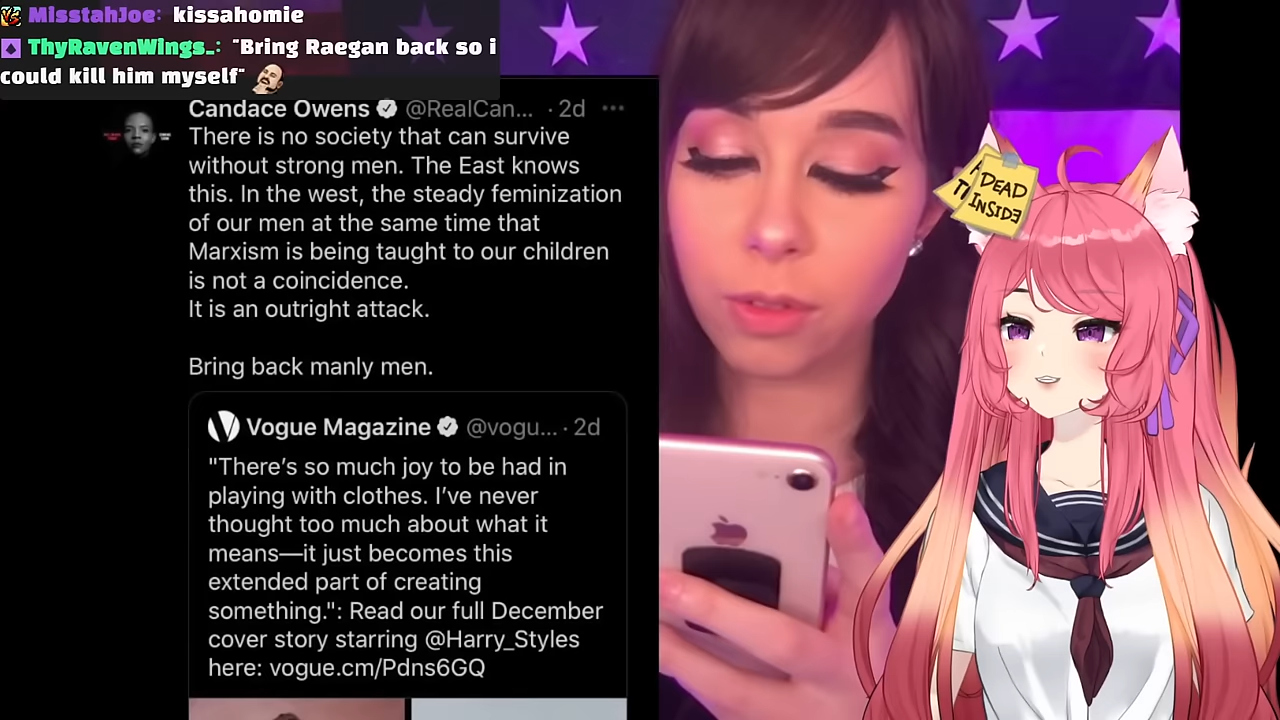 MisstahJoe: kissahomie
ThyRavenWings_: "Bring Raegan back so i
could kill him myself"
Candace Owens @RealCan... · 2d ...
There is no society that can survive
without strong men. The East knows
this. In the west, the steady feminization
of our men at the same time that
Marxism is being taught to our children
is not a coincidence.
It is an outright attack.
Bring back manly men.
Vogue Magazine @vogu... · 2d
"There's so much joy to be had in
playing with clothes. I've never
thought too much about what it
means—it just becomes this
extended part of creating
something.": Read our full December
cover story starring @Harry_Styles
here: vogue.cm/Pdns6GQ
DEAD
INSIDE